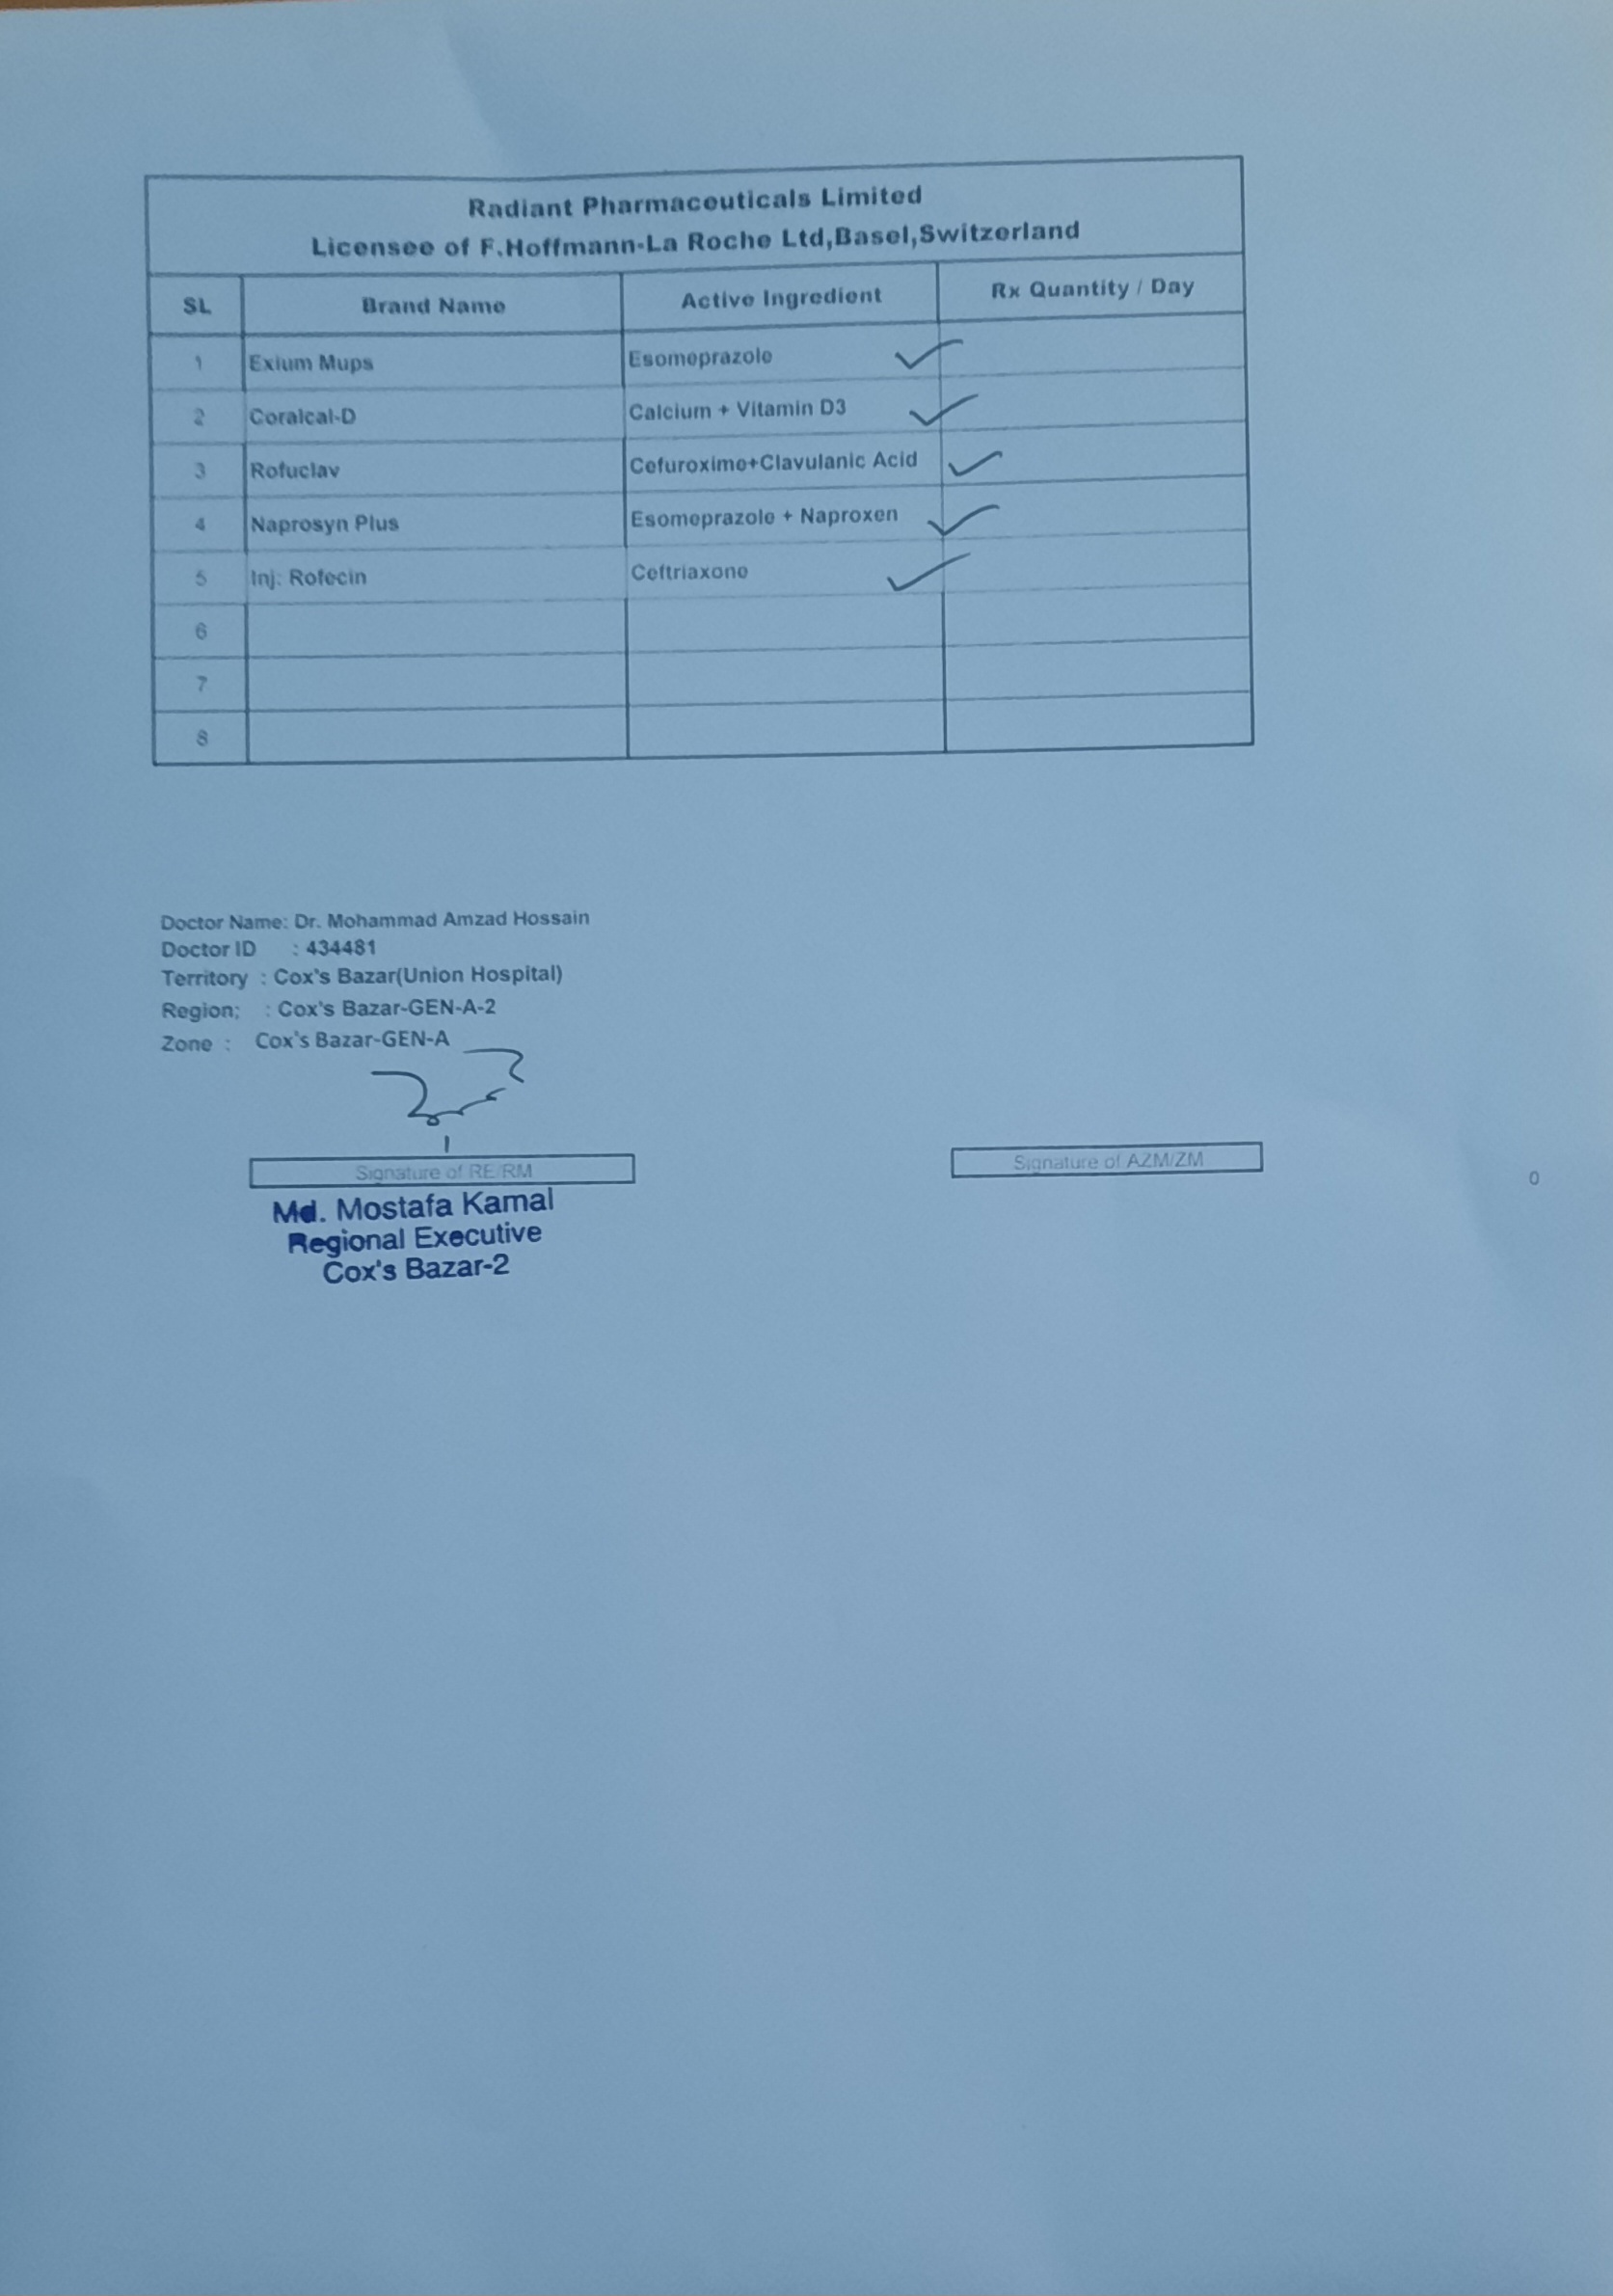 Radiant Pharmaceuticals Limited
Licensee of F.Hoffmann-La Roche Ltd,Basel,Switzerland
SL Brand Name Active Ingredient Rx Quantity / Day
1 Exium Mups Esomeprazole ✓
2 Coralcal-D Calcium + Vitamin D3 ✓
3 Rofuclav Cefuroxime+Clavulanic Acid ✓
4 Naprosyn Plus Esomeprazole + Naproxen ✓
5 Inj: Rofecin Ceftriaxone ✓
6
7
8
Doctor Name: Dr. Mohammad Amzad Hossain
Doctor ID : 434481
Territory : Cox's Bazar(Union Hospital)
Region; : Cox's Bazar-GEN-A-2
Zone : Cox's Bazar-GEN-A
Signature of RE/RM Signature of AZM/ZM
0
Md. Mostafa Kamal
Regional Executive
Cox's Bazar-2